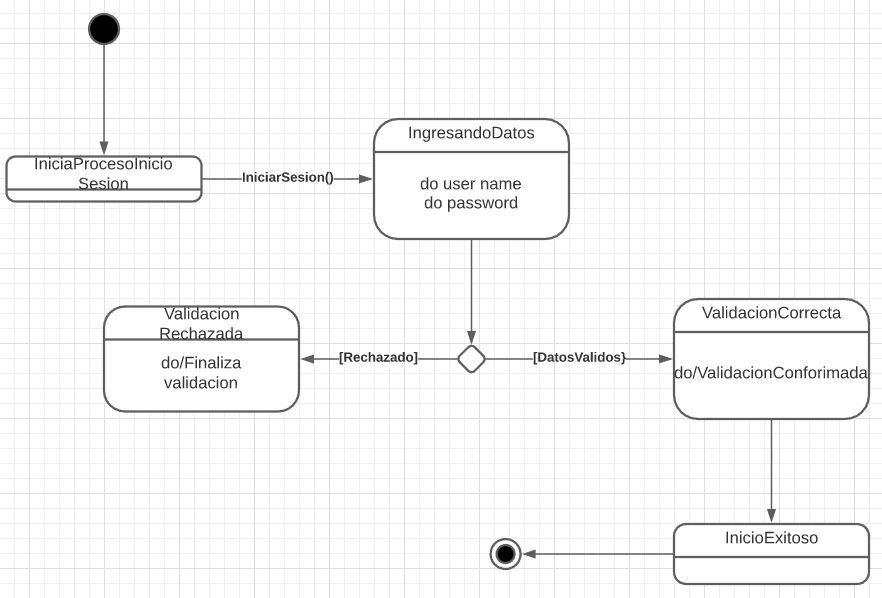 IniciaProcesoInicio
Sesion
IniciarSesion()
IngresandoDatos
do user name
do password
Validacion
Rechazada
do/Finaliza
validacion
[Rechazado]
[DatosValidos}
ValidacionCorrecta
do/ValidacionConforimada
InicioExitoso